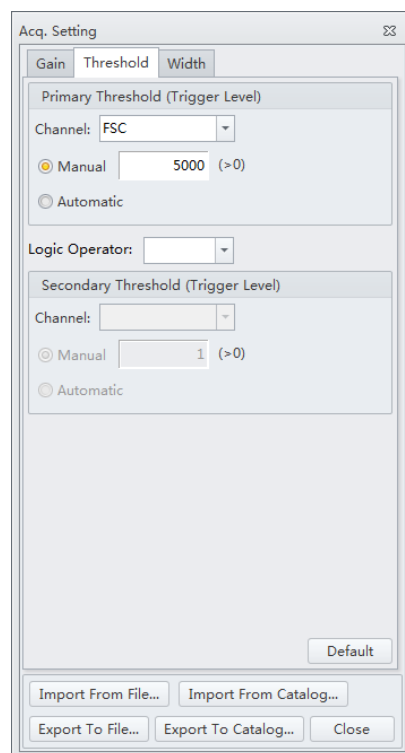 Acq. Setting
Gain Threshold Width
Primary Threshold (Trigger Level)
Channel: FSC
Manual 5000 (>0)
Automatic
Logic Operator:
Secondary Threshold (Trigger Level)
Channel:
Manual 1 (>0)
Automatic
Default
Import From File... Import From Catalog...
Export To File... Export To Catalog... Close